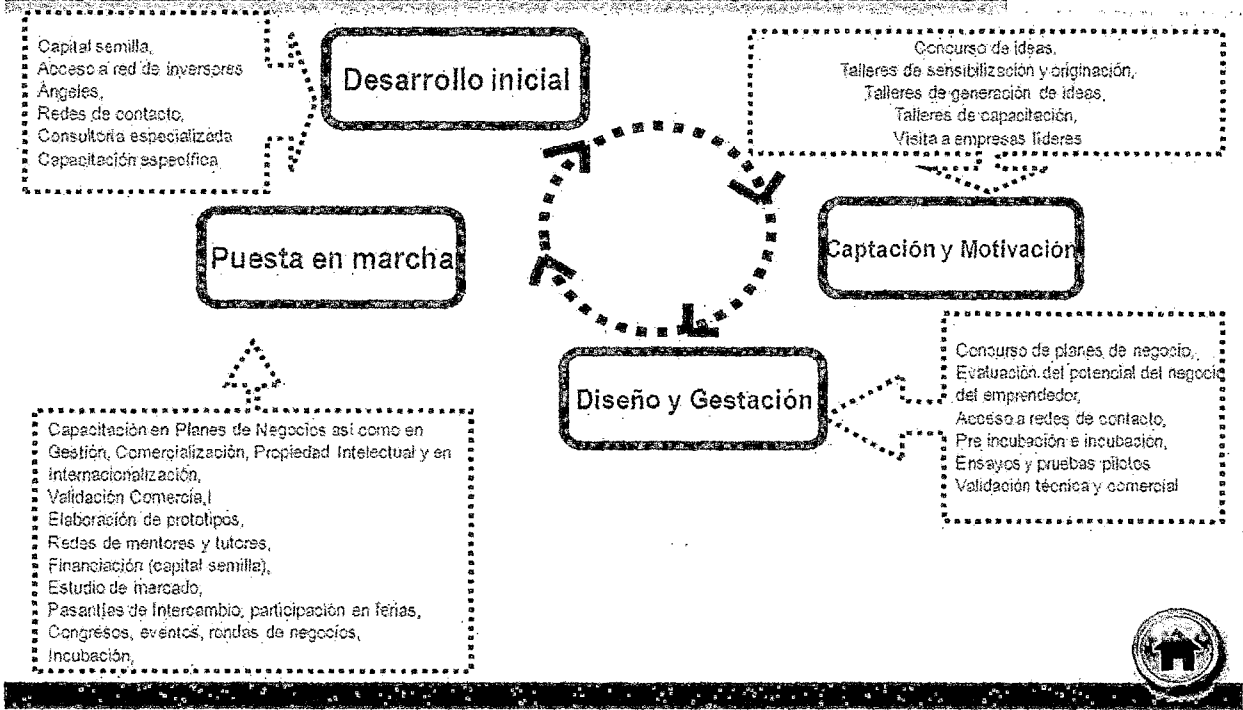 Capital semilla,
Acceso a red de inversores
Ángeles,
Redes de contacto,
Consultoría especializada
Capacitación específica
Desarrollo inicial
Concurso de ideas,
Talleres de sensibilización y originación,
Talleres de generación de ideas,
Talleres de capacitación,
Visita a empresas líderes
Puesta en marcha
Captación y Motivación
Diseño y Gestación
Concurso de planes de negocio,
Evaluación del potencial del negocio
del emprendedor,
Acceso a redes de contacto,
Pre incubación e incubación,
Ensayos y pruebas pilotos
Validación técnica y comercial
Capacitación en Planes de Negocios así como en
Gestión, Comercialización, Propiedad Intelectual y en
Internacionalización,
Validación Comercia,l
Elaboración de prototipos,
Redes de mentores y tutores,
Financiación (capital semilla),
Estudio de mercado,
Pasantías de Intercambio, participación en ferias,
Congresos, eventos, rondas de negocios,
Incubación,